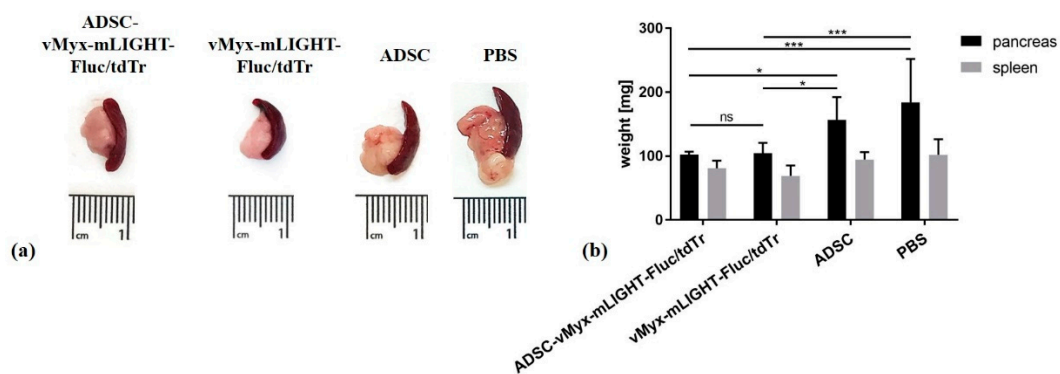 ADSC-
vMyx-mLIGHT-
Fluc/tdTr
vMyx-mLIGHT-
Fluc/tdTr
ADSC
PBS
cm 1
cm 1
cm 1
cm 1
(a)
(b)
weight [mg]
300
200
100
0
ns
*
*
***
***
pancreas
spleen
ADSC-vMyx-mLIGHT-Fluc/tdTr
vMyx-mLIGHT-Fluc/tdTr
ADSC
PBS